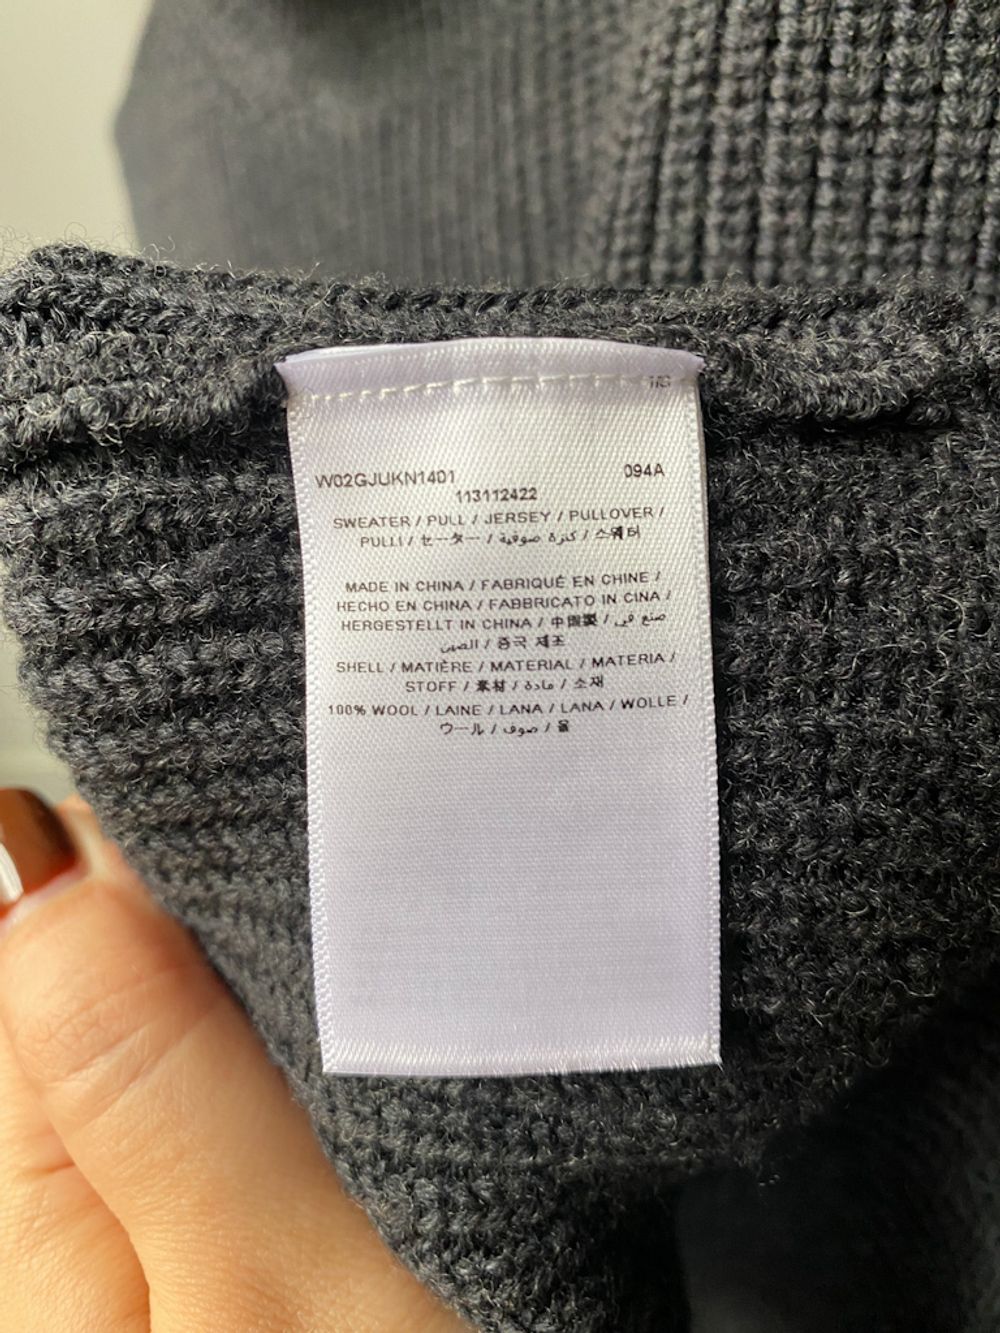 W02GJUKN1401 094A
113112422
SWEATER / PULL / JERSEY / PULLOVER /
PULLI / セーター / كنزة صوفية / 스웨터
MADE IN CHINA / FABRIQUÉ EN CHINE /
HECHO EN CHINA / FABBRICATO IN CINA /
HERGESTELLT IN CHINA / 中国製 / صنع في
الصين / 중국 제조
SHELL / MATIÈRE / MATERIAL / MATERIA /
STOFF / 素材 / مادة / 소재
100% WOOL / LAINE / LANA / LANA / WOLLE /
ウール / صوف / 울